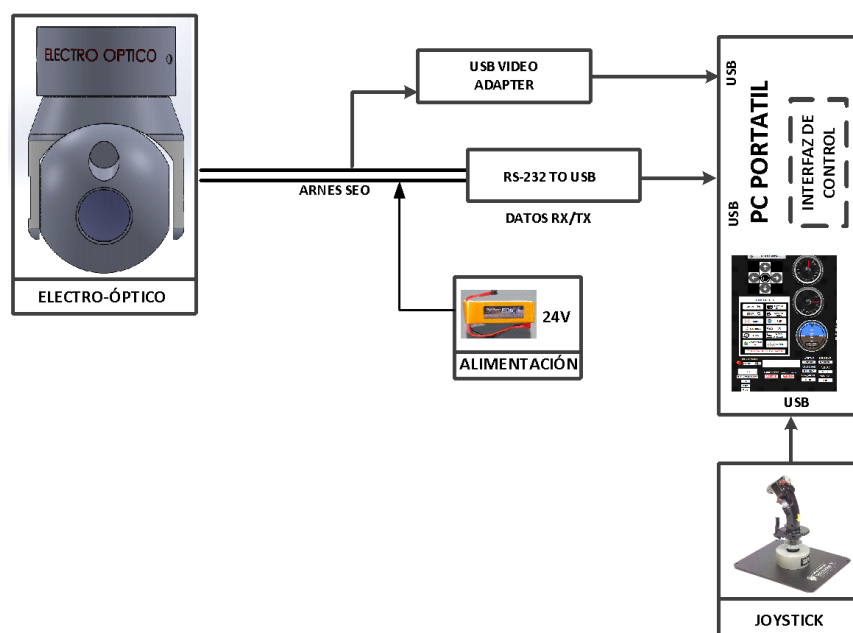 ELECTRO OPTICO
ELECTRO-ÓPTICO
ARNES SEO
USB VIDEO
ADAPTER
RS-232 TO USB
DATOS RX/TX
24V
ALIMENTACIÓN
USB
USB
PC PORTATIL
INTERFAZ DE
CONTROL
USB
JOYSTICK